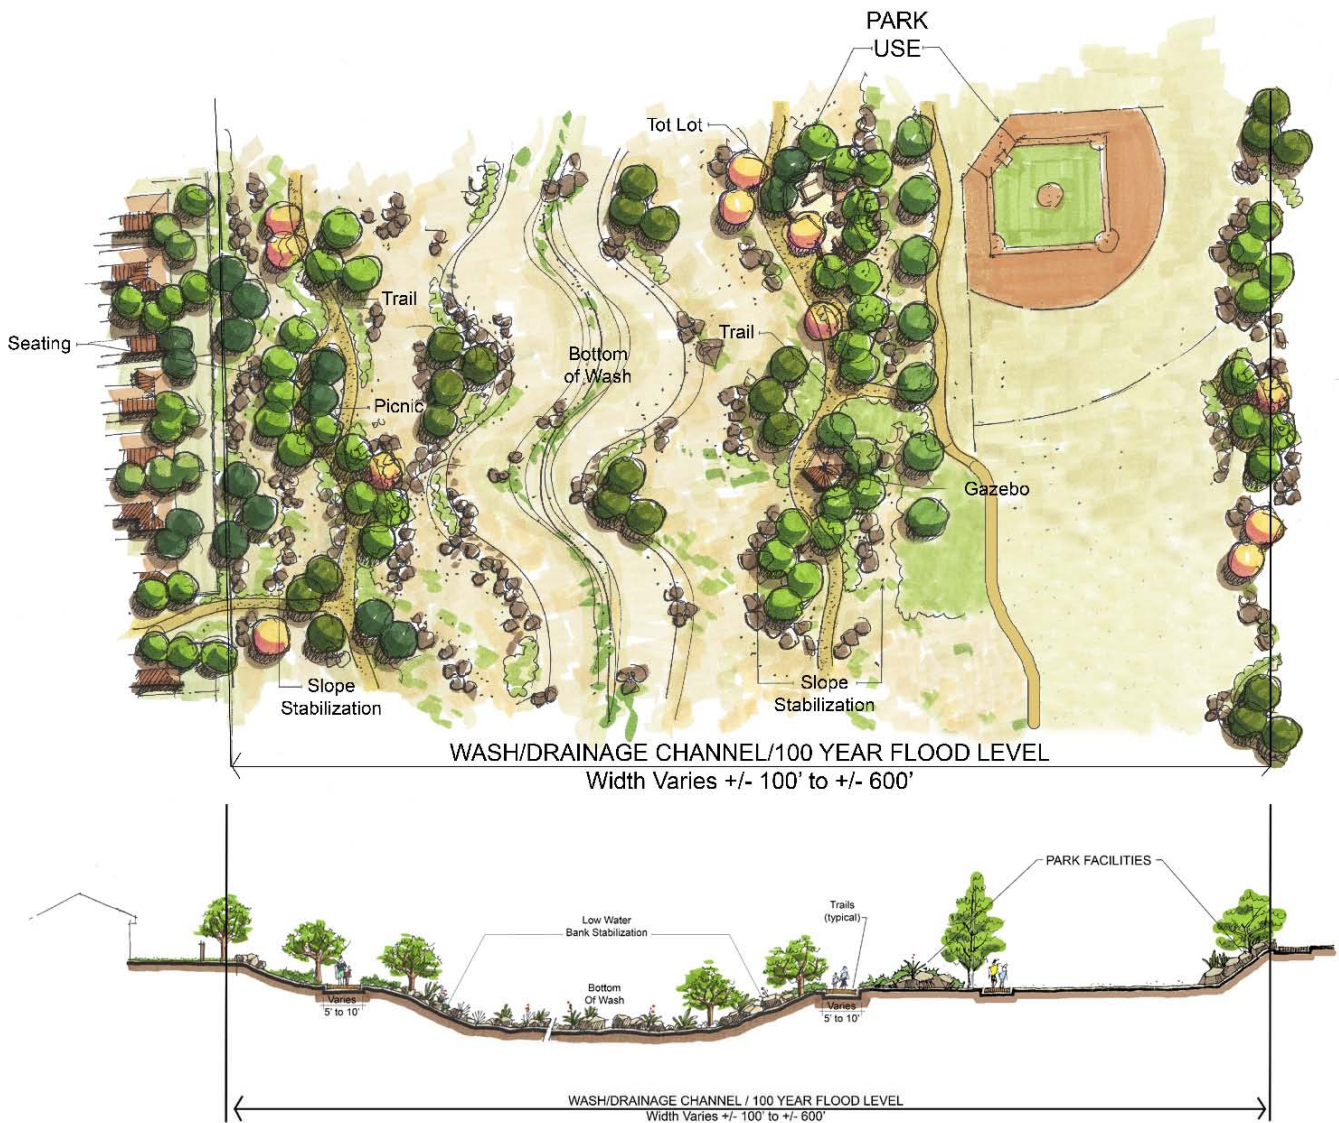 PARK
USE
Tot Lot
Trail
Seating
Trail
Bottom
of Wash
Picnic
Gazebo
Slope
Stabilization
Slope
Stabilization
WASH/DRAINAGE CHANNEL/100 YEAR FLOOD LEVEL
Width Varies +/- 100' to +/- 600'
PARK FACILITIES
Trails
(typical)
Low Water
Bank Stabilization
Bottom
Of Wash
Varies
5' to 10'
Varies
5' to 10'
WASH/DRAINAGE CHANNEL / 100 YEAR FLOOD LEVEL
Width Varies +/- 100' to +/- 600'